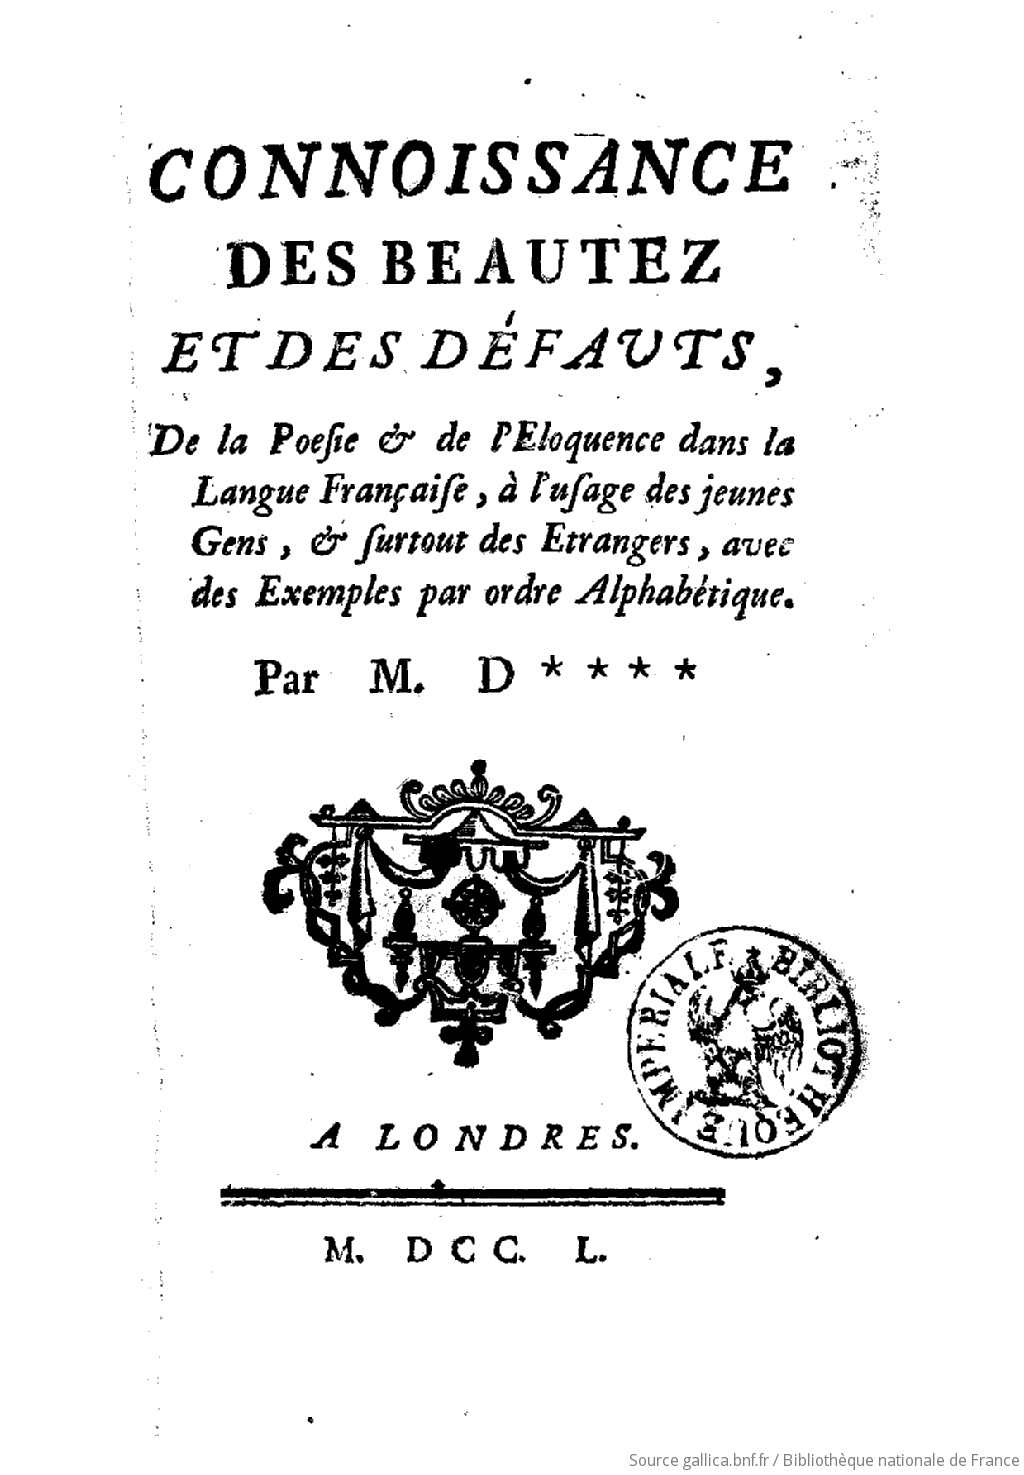 CONNOISSANCE
DES BEAUTEZ
ET DES DÉFAUTS,
De la Poeſie & de l'Eloquence dans la
Langue Françaiſe, à l'uſage des jeunes
Gens, & ſurtout des Etrangers, avec
des Exemples par ordre Alphabétique.
Par M. D * * * *
BIBLIOTHEQUE IMPERIALE
A LONDRES.
M. DCC. L.
Source gallica.bnf.fr / Bibliothèque nationale de France